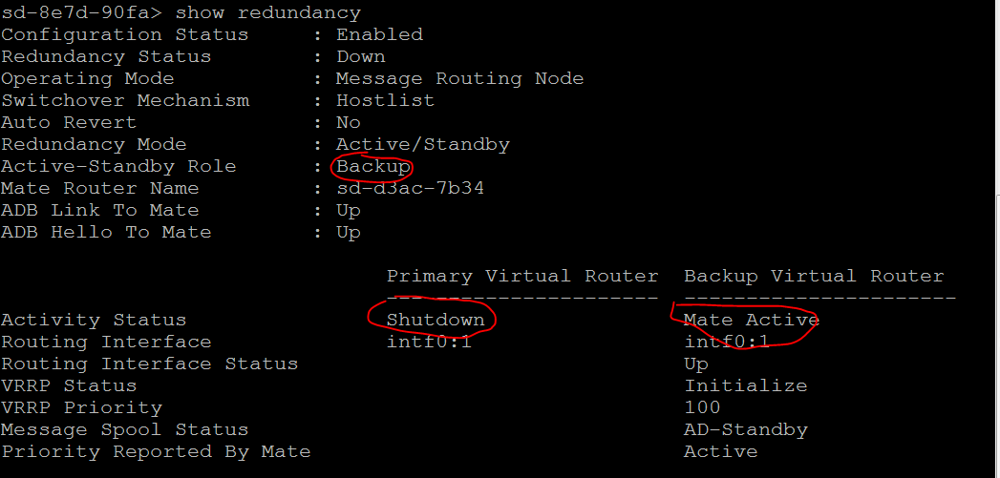 sd-8e7d-90fa> show redundancy
Configuration Status : Enabled
Redundancy Status : Down
Operating Mode : Message Routing Node
Switchover Mechanism : Hostlist
Auto Revert : No
Redundancy Mode : Active/Standby
Active-Standby Role : Backup
Mate Router Name : sd-d3ac-7b34
ADB Link To Mate : Up
ADB Hello To Mate : Up
Primary Virtual Router Backup Virtual Router
---------------------- ----------------------
Activity Status Shutdown Mate Active
Routing Interface intf0:1 intf0:1
Routing Interface Status Up
VRRP Status Initialize
VRRP Priority 100
Message Spool Status AD-Standby
Priority Reported By Mate Active